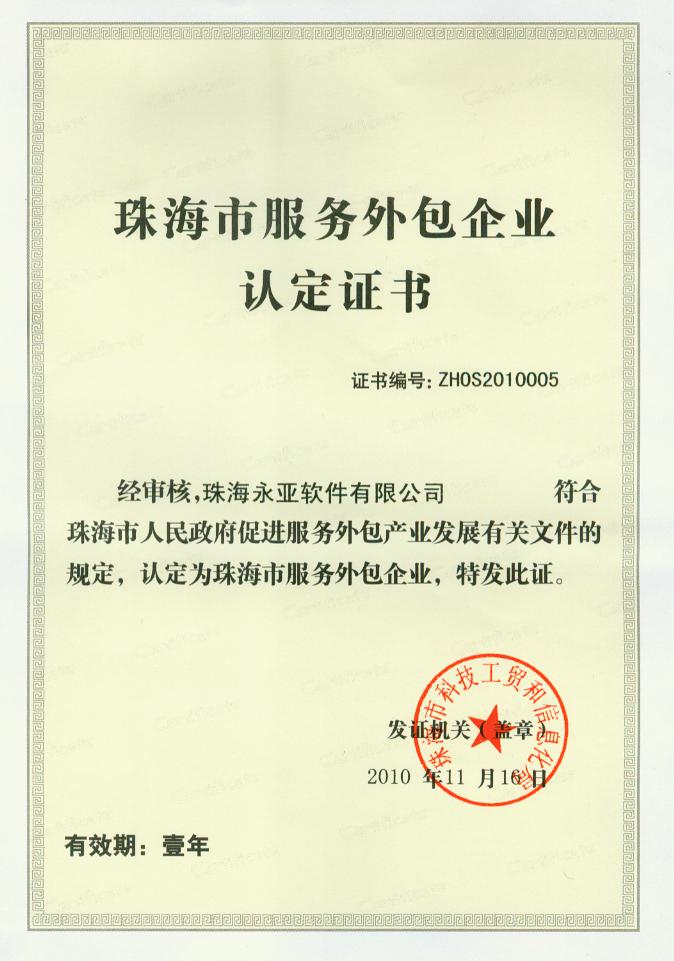 珠海市服务外包企业
认定证书
证书编号: ZHOS2010005
经审核,珠海永亚软件有限公司 符合
珠海市人民政府促进服务外包产业发展有关文件的
规定，认定为珠海市服务外包企业，特发此证。
珠海市科技工贸和信息化局
发证机关（盖章）
2010 年11 月16 日
有效期：壹年